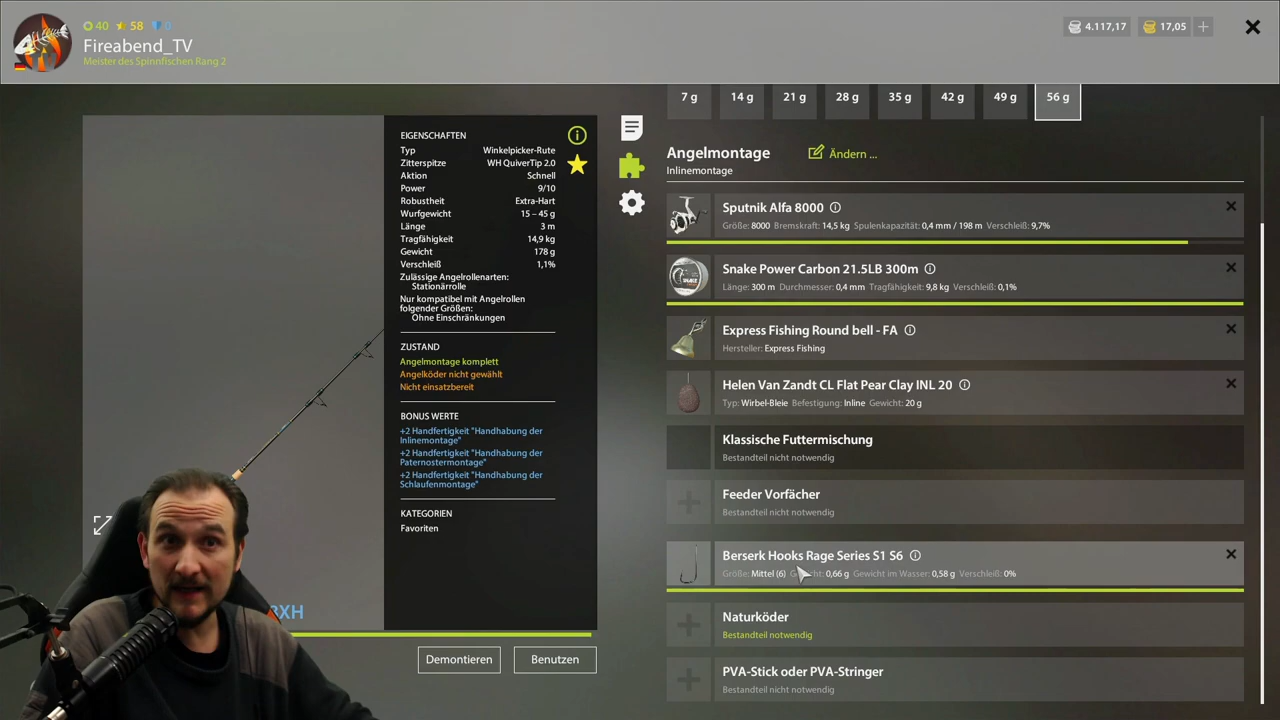 40 58 0
Fireabend_TV
Meister des Spinnfischen Rang 2
4.117,17 17,05
7 g 14 g 21 g 28 g 35 g 42 g 49 g 56 g
EIGENSCHAFTEN
Typ Winkelpicker-Rute
Zitterspitze WH QuiverTip 2.0
Aktion Schnell
Power 9/10
Robustheit Extra-Hart
Wurfgewicht 15 – 45 g
Länge 3 m
Tragfähigkeit 14,9 kg
Gewicht 178 g
Verschleiß 1,1%
Zulässige Angelrollenarten:
Stationärrolle
Nur kompatibel mit Angelrollen
folgender Größen:
Ohne Einschränkungen
ZUSTAND
Angelmontage komplett
Angelköder nicht gewählt
Nicht einsatzbereit
BONUS WERTE
+2 Handfertigkeit "Handhabung der
Inlinemontage"
+2 Handfertigkeit "Handhabung der
Paternostermontage"
+2 Handfertigkeit "Handhabung der
Schlaufenmontage"
KATEGORIEN
Favoriten
Demontieren Benutzen
Angelmontage Ändern ...
Inlinemontage
Sputnik Alfa 8000
Größe: 8000 Bremskraft: 14,5 kg Spulenkapazität: 0,4 mm / 198 m Verschleiß: 9,7%
Snake Power Carbon 21.5LB 300m
Länge: 300 m Durchmesser: 0,4 mm Tragfähigkeit: 9,8 kg Verschleiß: 0,1%
Express Fishing Round bell - FA
Hersteller: Express Fishing
Helen Van Zandt CL Flat Pear Clay INL 20
Typ: Wirbel-Bleie Befestigung: Inline Gewicht: 20 g
Klassische Futtermischung
Bestandteil nicht notwendig
Feeder Vorfächer
Bestandteil nicht notwendig
Berserk Hooks Rage Series S1 S6
Größe: Mittel (6) 0,66 g Gewicht im Wasser: 0,58 g Verschleiß: 0%
Naturköder
Bestandteil notwendig
PVA-Stick oder PVA-Stringer
Bestandteil nicht notwendig